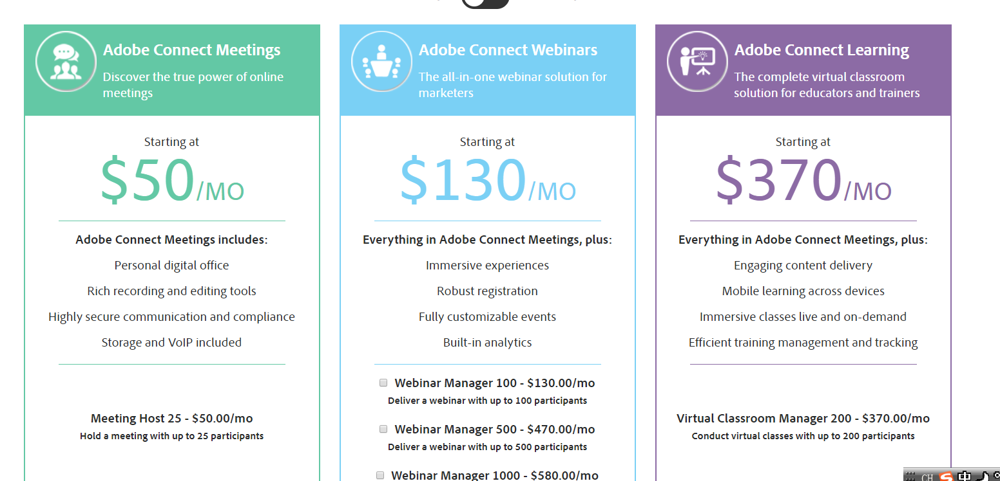 Adobe Connect Meetings
Discover the true power of online
meetings
Starting at
$50/MO
Adobe Connect Meetings includes:
Personal digital office
Rich recording and editing tools
Highly secure communication and compliance
Storage and VoIP included
Meeting Host 25 - $50.00/mo
Hold a meeting with up to 25 participants
Adobe Connect Webinars
The all-in-one webinar solution for
marketers
Starting at
$130/MO
Everything in Adobe Connect Meetings, plus:
Immersive experiences
Robust registration
Fully customizable events
Built-in analytics
Webinar Manager 100 - $130.00/mo
Deliver a webinar with up to 100 participants
Webinar Manager 500 - $470.00/mo
Deliver a webinar with up to 500 participants
Webinar Manager 1000 - $580.00/mo
Adobe Connect Learning
The complete virtual classroom
solution for educators and trainers
Starting at
$370/MO
Everything in Adobe Connect Meetings, plus:
Engaging content delivery
Mobile learning across devices
Immersive classes live and on-demand
Efficient training management and tracking
Virtual Classroom Manager 200 - $370.00/mo
Conduct virtual classes with up to 200 participants
CH S 中